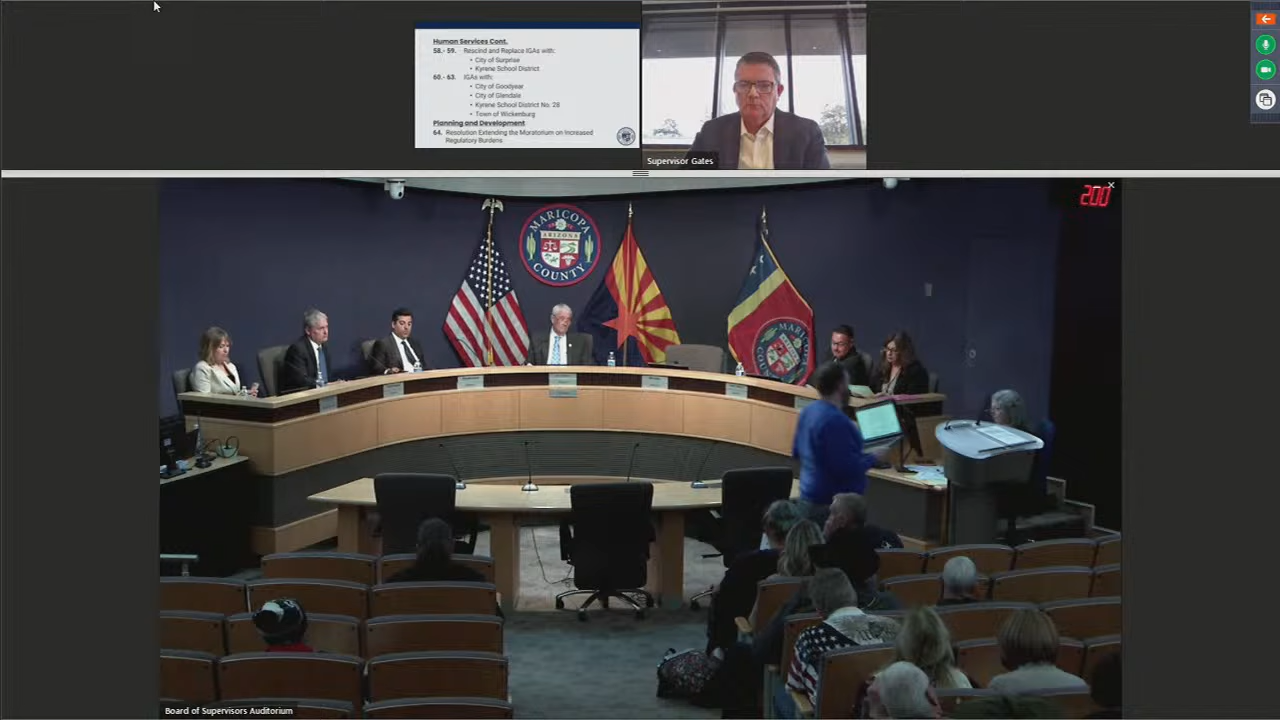 Human Services Cont.
58.- 59. Rescind and Replace IGAs with:
• City of Surprise
• Kyrene School District
60.- 63. IGAs with:
• City of Goodyear
• City of Glendale
• Kyrene School District No. 28
• Town of Wickenburg
Planning and Development
64. Resolution Extending the Moratorium on Increased
Regulatory Burdens
Supervisor Gates
200
MARICOPA
ARIZONA
COUNTY
MARICOPA
COUNTY
Board of Supervisors Auditorium